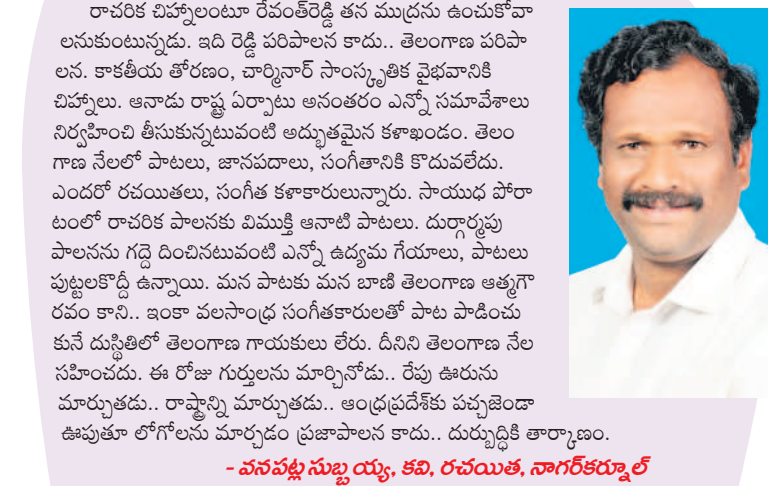 రాచరిక చిహ్నాలంటూ రేవంత్‌రెడ్డి తన ముద్రను ఉంచుకోవా
లనుకుంటున్నడు. ఇది రెడ్డి పరిపాలన కాదు.. తెలంగాణ పరిపా
లన. కాకతీయ తోరణం, చార్మినార్ సాంస్కృతిక వైభవానికి
చిహ్నాలు. ఆనాడు రాష్ట్ర ఏర్పాటు అనంతరం ఎన్నో సమావేశాలు
నిర్వహించి తీసుకున్నటువంటి అద్భుతమైన కళాఖండం. తెలం
గాణ నేలలో పాటలు, జానపదాలు, సంగీతానికి కొదువలేదు.
ఎందరో రచయితలు, సంగీత కళాకారులున్నారు. సాయుధ పోరా
టంలో రాచరిక పాలనకు విముక్తి ఆనాటి పాటలు. దుర్మార్గపు
పాలనను గద్దె దించినటువంటి ఎన్నో ఉద్యమ గేయాలు, పాటలు
పుట్టలకొద్దీ ఉన్నాయి. మన పాటకు మన బాణి తెలంగాణ ఆత్మగౌ
రవం కాని.. ఇంకా వలసాంధ్ర సంగీతకారులతో పాట పాడించు
కునే దుస్థితిలో తెలంగాణ గాయకులు లేరు. దీనిని తెలంగాణ నేల
సహించదు. ఈ రోజు గుర్తులను మార్చినోడు.. రేపు ఊరును
మార్చుతడు.. రాష్ట్రాన్ని మార్చుతడు.. ఆంధ్రప్రదేశ్‌కు పచ్చజెండా
ఊపుతూ లోగోలను మార్చడం ప్రజాపాలన కాదు.. దుర్బుద్ధికి తార్కాణం.
- వనపట్ల సుబ్బయ్య, కవి, రచయిత, నాగర్‌కర్నూల్